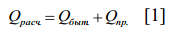 Qрасч. = Qбыт. + Qпр. [1]